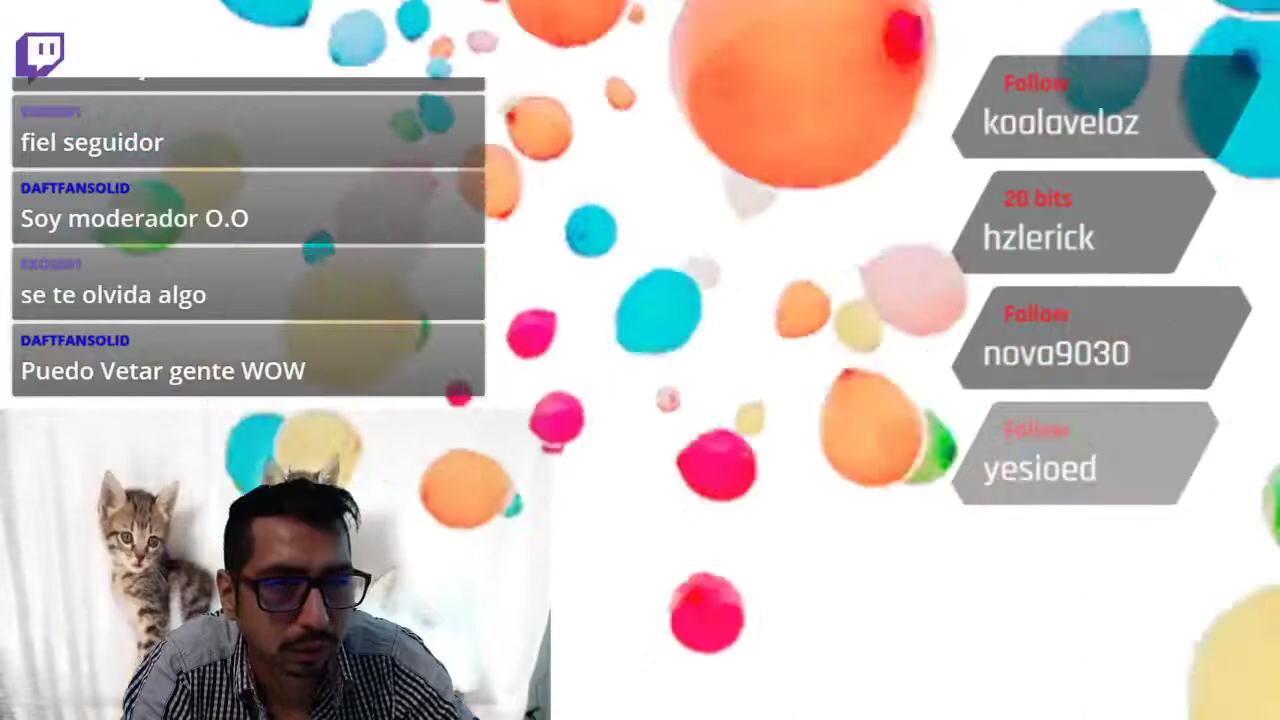 fiel seguidor
DAFTFANSOLID
Soy moderador O.O
se te olvida algo
DAFTFANSOLID
Puedo Vetar gente WOW
Follow
koalaveloz
20 bits
hzlerick
Follow
nova9030
Follow
yesioed